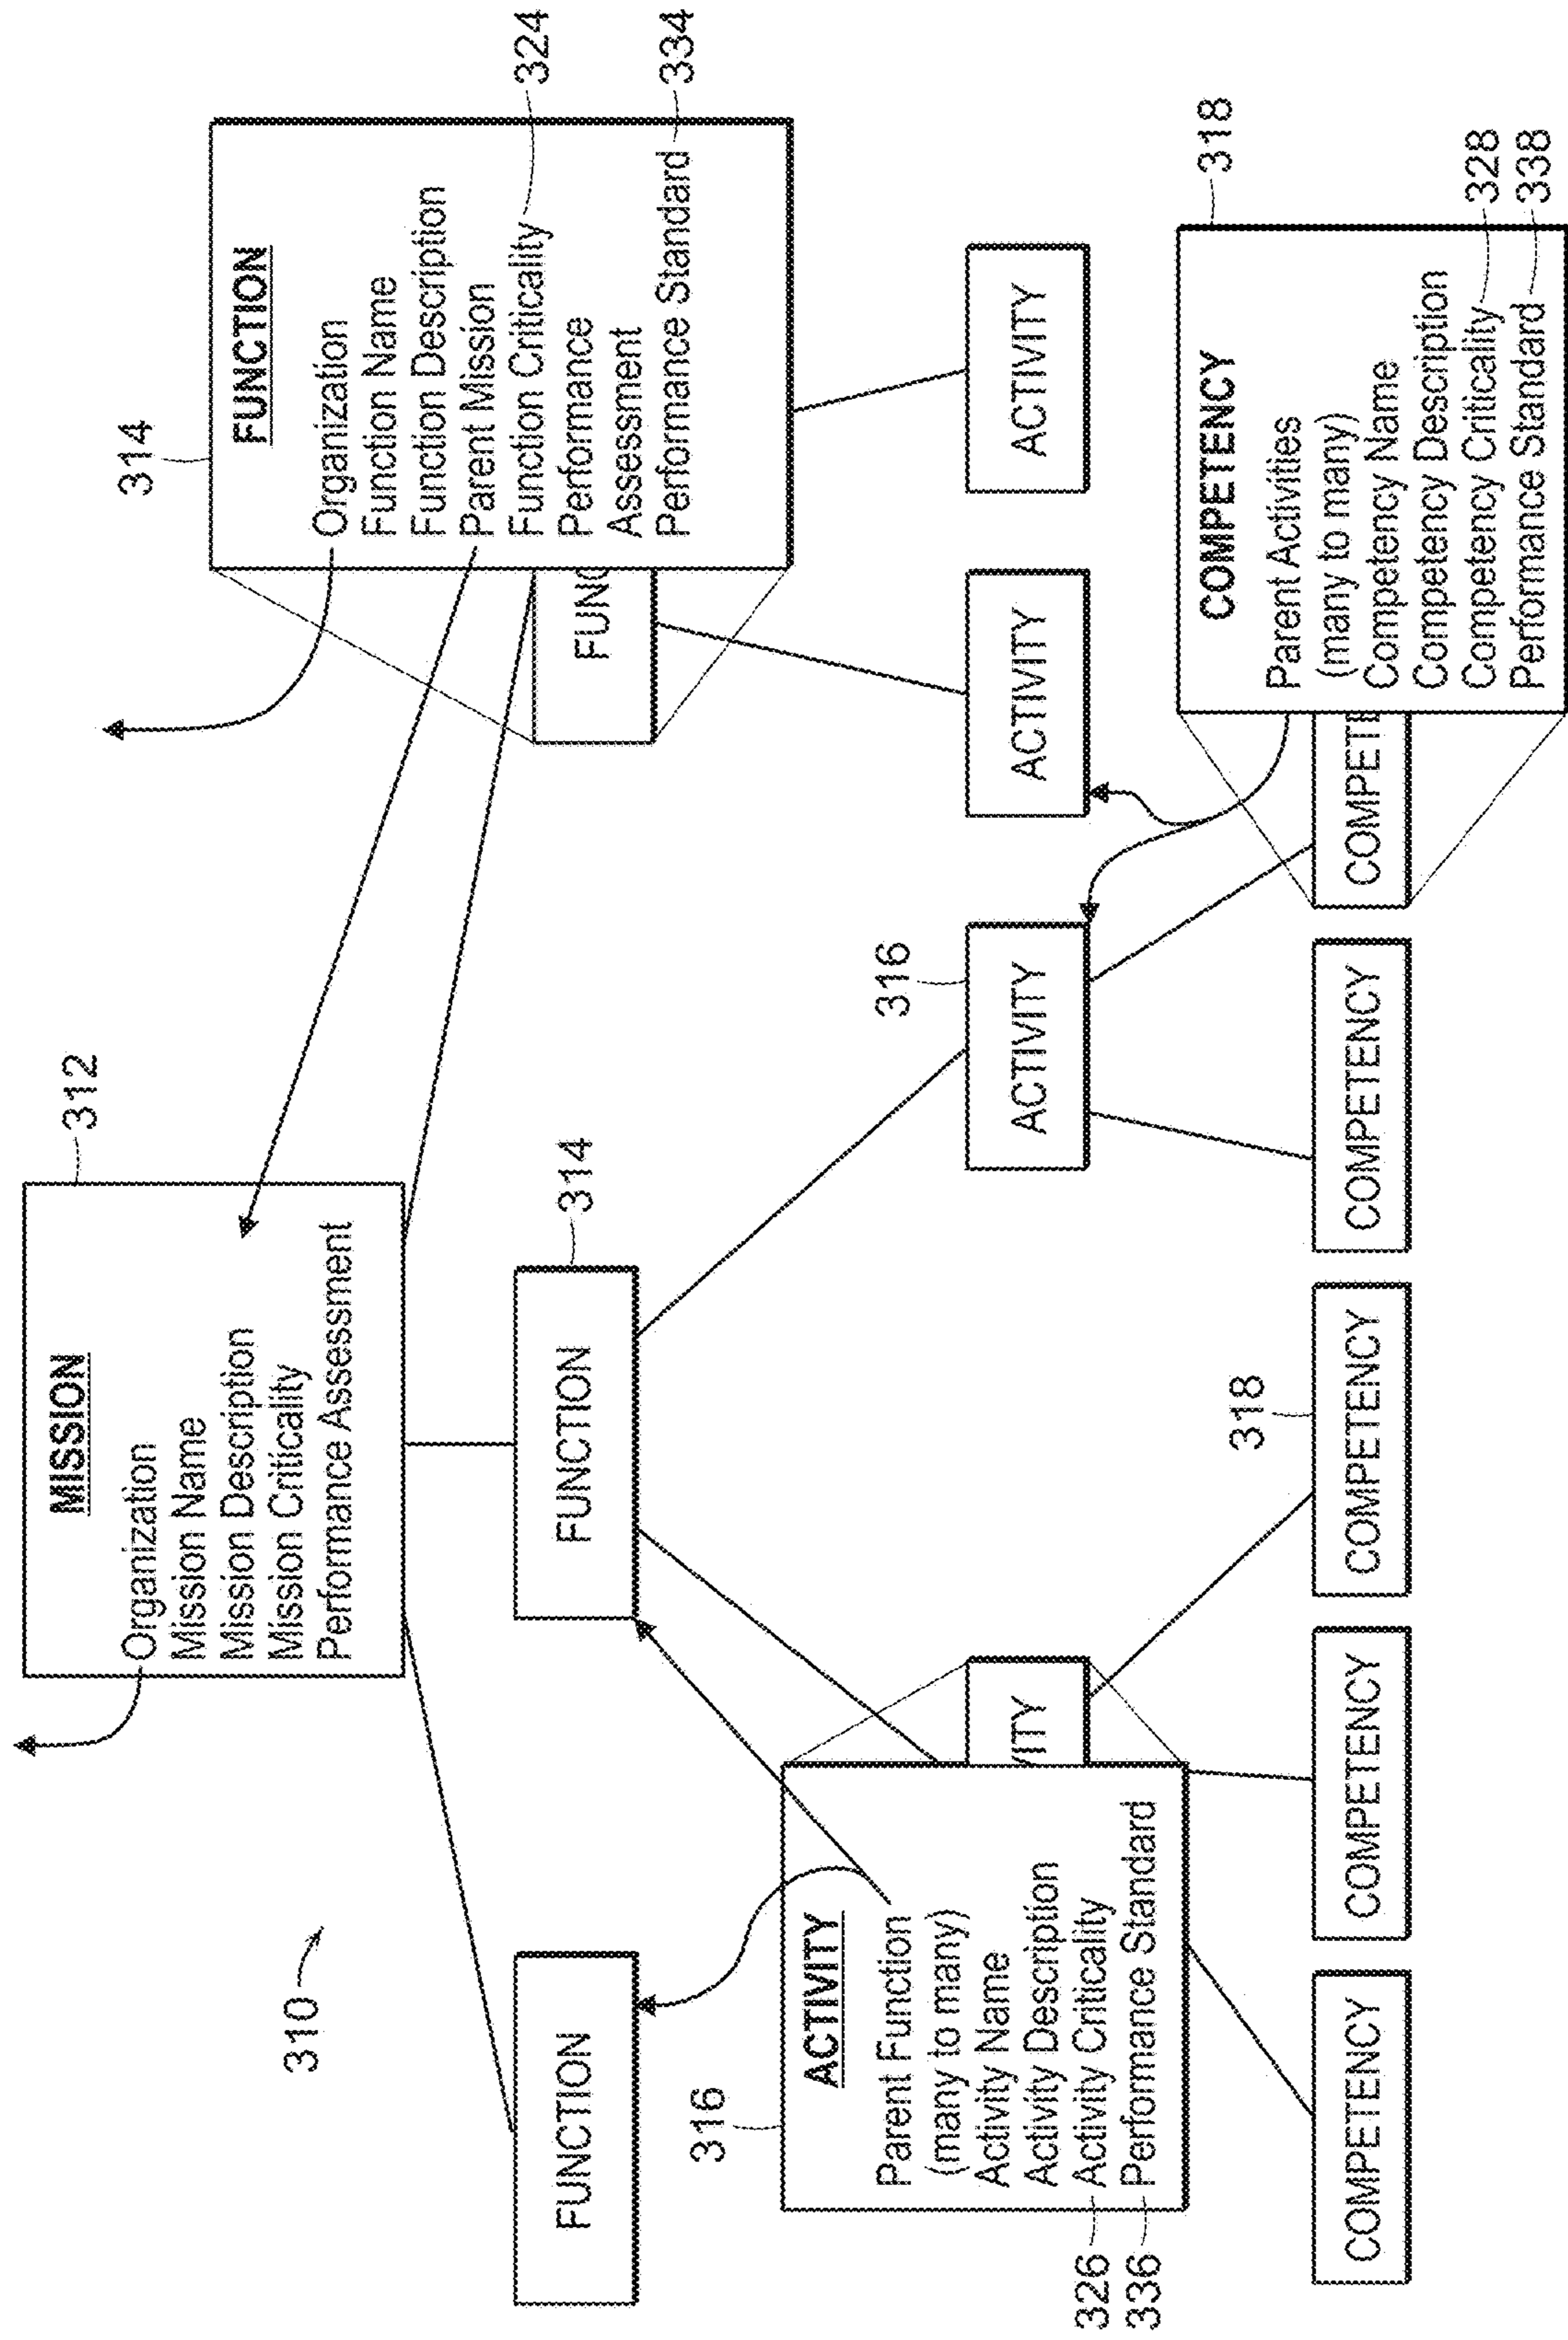 310
312
MISSION
Organization
Mission Name
Mission Description
Mission Criticality
Performance Assessment
314
FUNCTION
Organization
Function Name
Function Description
Parent Mission
Function Criticality
324
Performance
Assessment
Performance Standard
334
FUNCTION
FUNCTION
314
FUNC
316
ACTIVITY
Parent Function
(many to many)
Activity Name
Activity Description
326
Activity Criticality
336
Performance Standard
VITY
ACTIVITY
316
ACTIVITY
ACTIVITY
318
COMPETENCY
Parent Activities
(many to many)
Competency Name
Competency Description
Competency Criticality
328
Performance Standard
338
COMPETENCY
COMPETENCY
COMPETENCY
318
COMPETENCY
COMPETE